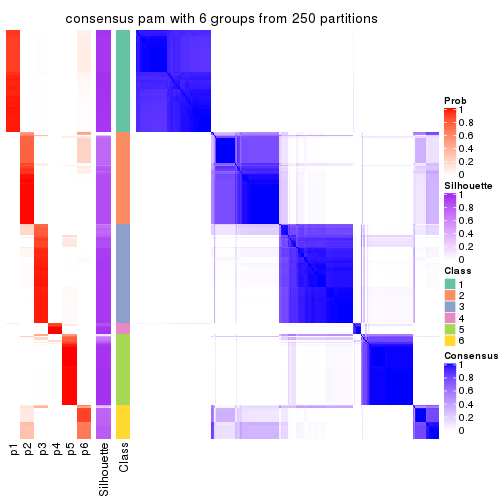 consensus pam with 6 groups from 250 partitions
Prob
1
0.8
0.6
0.4
0.2
0
Silhouette
1
0.8
0.6
0.4
0.2
0
Class
1
2
3
4
5
6
Consensus
1
0.8
0.6
0.4
0.2
0
p1
p2
p3
p4
p5
p6
Silhouette
Class